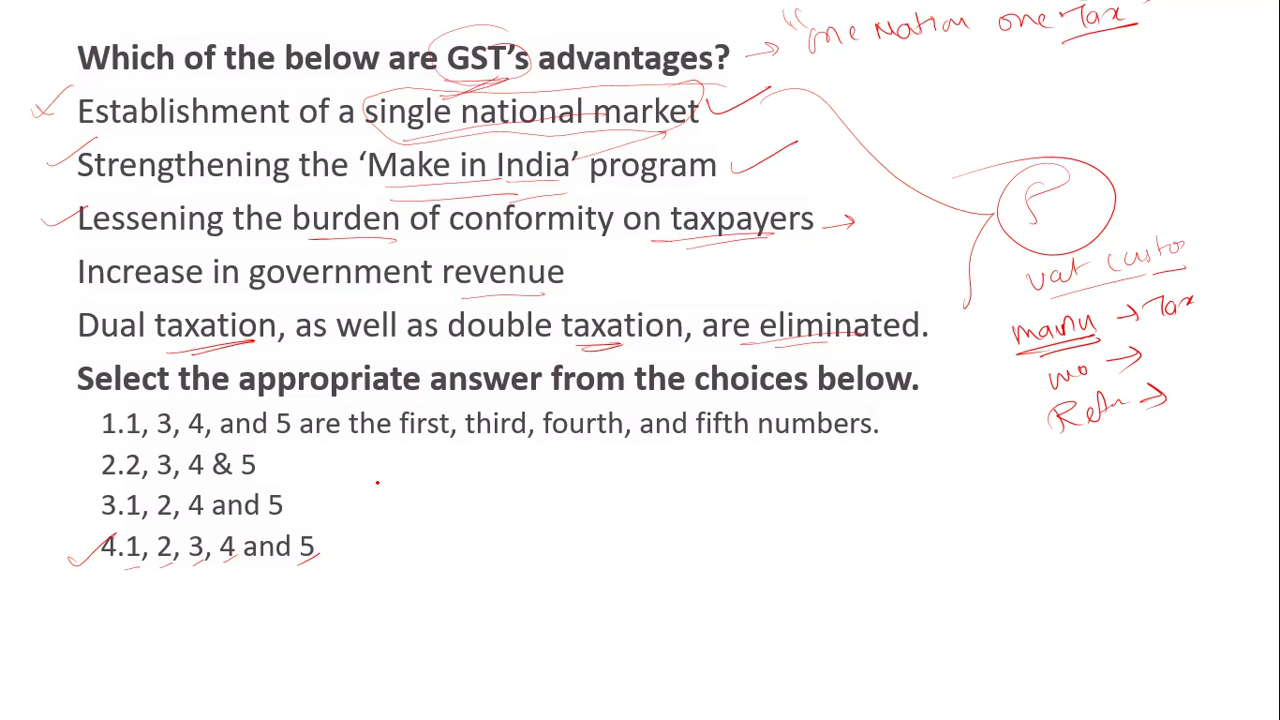 "One Nation one Tax
Which of the below are GST's advantages?
Establishment of a single national market
Strengthening the ‘Make in India’ program
Lessening the burden of conformity on taxpayers
Increase in government revenue
Dual taxation, as well as double taxation, are eliminated.
Select the appropriate answer from the choices below.
1.1, 3, 4, and 5 are the first, third, fourth, and fifth numbers.
2.2, 3, 4 & 5
3.1, 2, 4 and 5
4.1, 2, 3, 4 and 5
vat custo
Tax